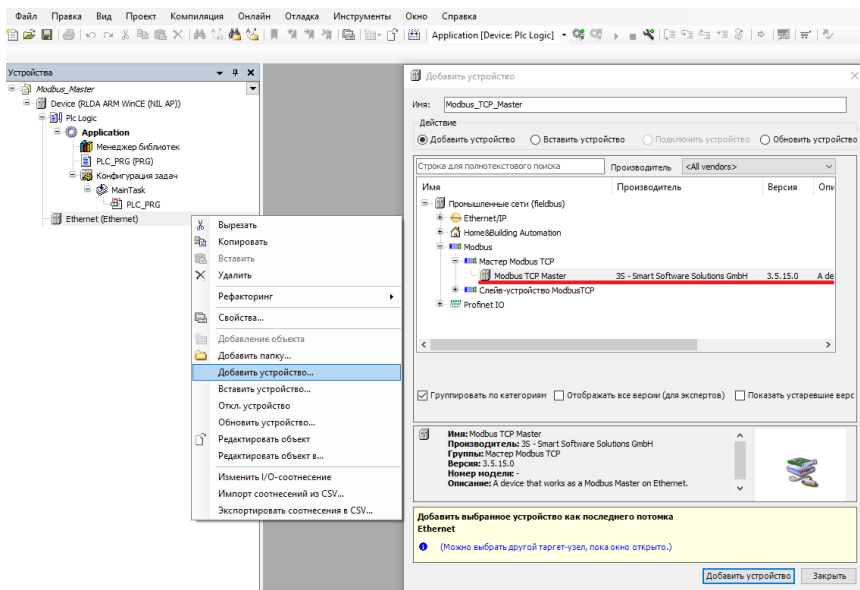 Файл Правка Вид Проект Компиляция Онлайн Отладка Инструменты Окно Справка
Application [Device: Plc Logic]
Устройства
Modbus_Master
Device (RLDA ARM WinCE (NIL AP))
Plc Logic
Application
Менеджер библиотек
PLC_PRG (PRG)
Конфигурация задач
MainTask
PLC_PRG
Ethernet (Ethernet)
Вырезать
Копировать
Вставить
Удалить
Рефакторинг
Свойства...
Добавление объекта
Добавить папку...
Добавить устройство...
Вставить устройство...
Откл. устройство
Обновить устройство...
Редактировать объект
Редактировать объект в...
Изменить I/O-соотнесение
Импорт соотнесений из CSV...
Экспортировать соотнесения в CSV...
Добавить устройство
Имя: Modbus_TCP_Master
Действие
Добавить устройство Вставить устройство Подключить устройство Обновить устройство
Строка для полнотекстового поиска Производитель <All vendors>
Имя Производитель Версия Опи
Промышленные сети (fieldbus)
Ethernet/IP
Home&Building Automation
Modbus
Мастер Modbus TCP
Modbus TCP Master 3S - Smart Software Solutions GmbH 3.5.15.0 A de
Слейв-устройство ModbusTCP
Profinet IO
Группировать по категориям Отображать все версии (для экспертов) Показать устаревшие верс
Имя: Modbus TCP Master
Производитель: 3S - Smart Software Solutions GmbH
Группы: Мастер Modbus TCP
Версия: 3.5.15.0
Номер модели: -
Описание: A device that works as a Modbus Master on Ethernet.
Добавить выбранное устройство как последнего потомка
Ethernet
(Можно выбрать другой таргет-узел, пока окно открыто.)
Добавить устройство Закрыть